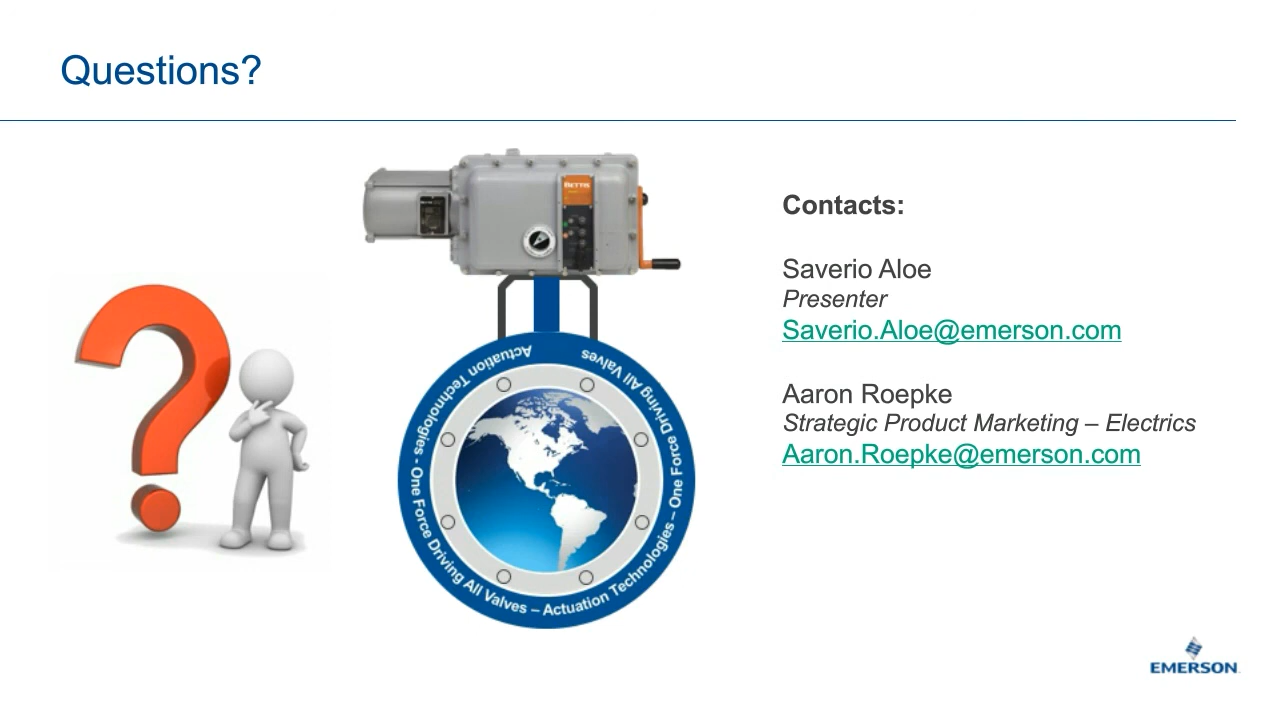 Questions?
BETTIS
Contacts:
Saverio Aloe
Presenter
Saverio.Aloe@emerson.com
Aaron Roepke
Strategic Product Marketing – Electrics
Aaron.Roepke@emerson.com
Actuation Technologies - One Force Driving All Valves – Actuation Technologies – One Force Driving All Valves
EMERSON